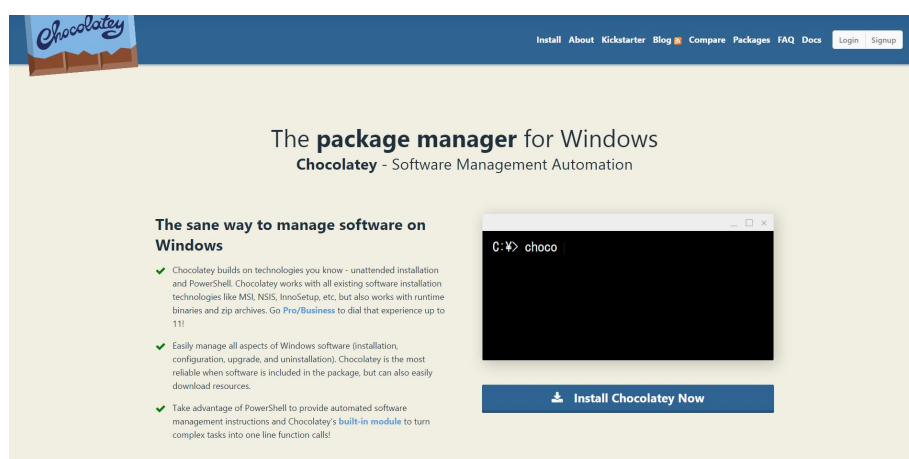 Chocolatey
Install About Kickstarter Blog Compare Packages FAQ Docs Login Signup
The package manager for Windows
Chocolatey - Software Management Automation
The sane way to manage software on
Windows
Chocolatey builds on technologies you know - unattended installation
and PowerShell. Chocolatey works with all existing software installation
technologies like MSI, NSIS, InnoSetup, etc, but also works with runtime
binaries and zip archives. Go Pro/Business to dial that experience up to
11!
Easily manage all aspects of Windows software (installation,
configuration, upgrade, and uninstallation). Chocolatey is the most
reliable when software is included in the package, but can also easily
download resources.
Take advantage of PowerShell to provide automated software
management instructions and Chocolatey's built-in module to turn
complex tasks into one line function calls!
C:¥> choco
Install Chocolatey Now